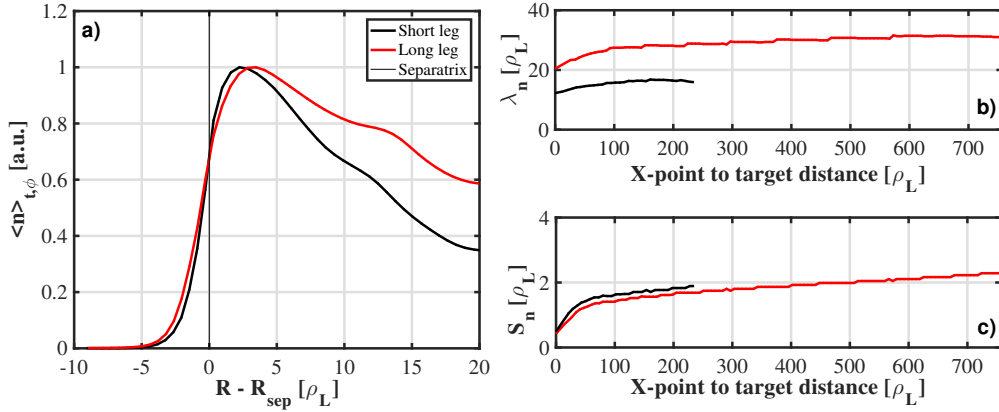 a)
Short leg
Long leg
Separatrix
1.2
1
0.8
0.6
0.4
0.2
0
-10 -5 0 5 10 15 20
<n>t,ϕ [a.u.]
R - Rsep [ρL]
b)
40
20
0
0 100 200 300 400 500 600 700
λn [ρL]
X-point to target distance [ρL]
c)
4
2
0
0 100 200 300 400 500 600 700
Sn [ρL]
X-point to target distance [ρL]